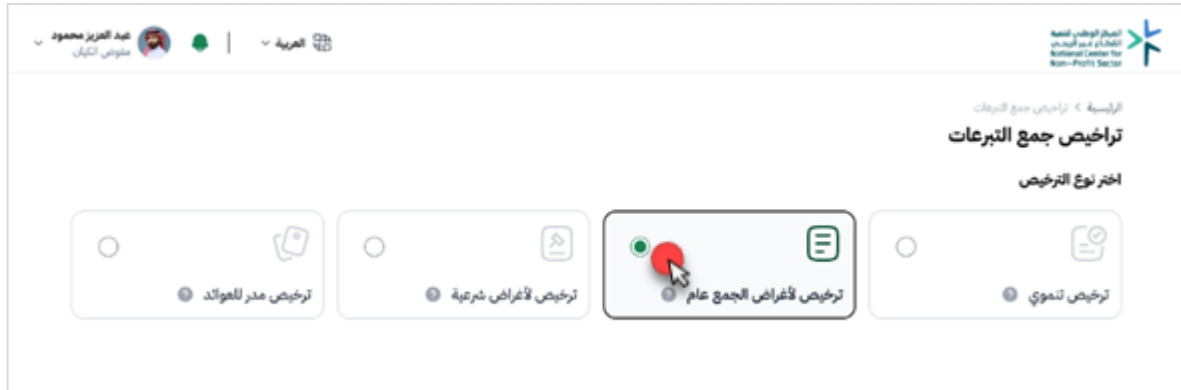 المركز الوطني لتنمية
القطاع غير الربحي
National Center for
Non-Profit Sector
العربية
عبد العزيز محمود
مفوض الكيان
الرئيسية > تراخيص جمع التبرعات
تراخيص جمع التبرعات
اختر نوع الترخيص
ترخيص تنموي
ترخيص لأغراض الجمع عام
ترخيص لأغراض شرعية
ترخيص مدر للعوائد